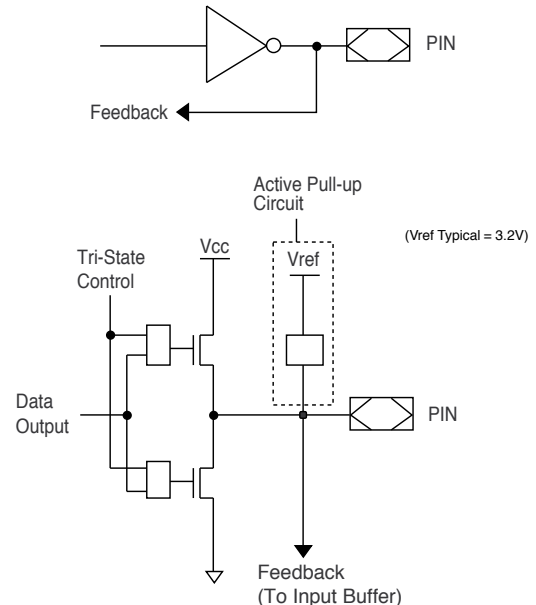 PIN
Feedback
Active Pull-up
Circuit
(Vref Typical = 3.2V)
Vcc
Vref
Tri-State
Control
Data
Output
PIN
Feedback
(To Input Buffer)